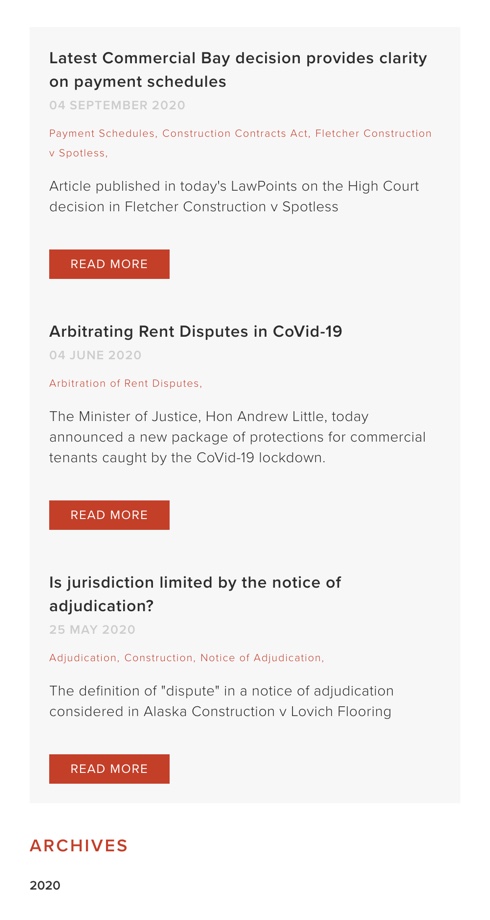 Latest Commercial Bay decision provides clarity
on payment schedules
04 SEPTEMBER 2020
Payment Schedules, Construction Contracts Act, Fletcher Construction
v Spotless,
Article published in today's LawPoints on the High Court
decision in Fletcher Construction v Spotless
READ MORE
Arbitrating Rent Disputes in CoVid-19
04 JUNE 2020
Arbitration of Rent Disputes,
The Minister of Justice, Hon Andrew Little, today
announced a new package of protections for commercial
tenants caught by the CoVid-19 lockdown.
READ MORE
Is jurisdiction limited by the notice of
adjudication?
25 MAY 2020
Adjudication, Construction, Notice of Adjudication,
The definition of "dispute" in a notice of adjudication
considered in Alaska Construction v Lovich Flooring
READ MORE
ARCHIVES
2020